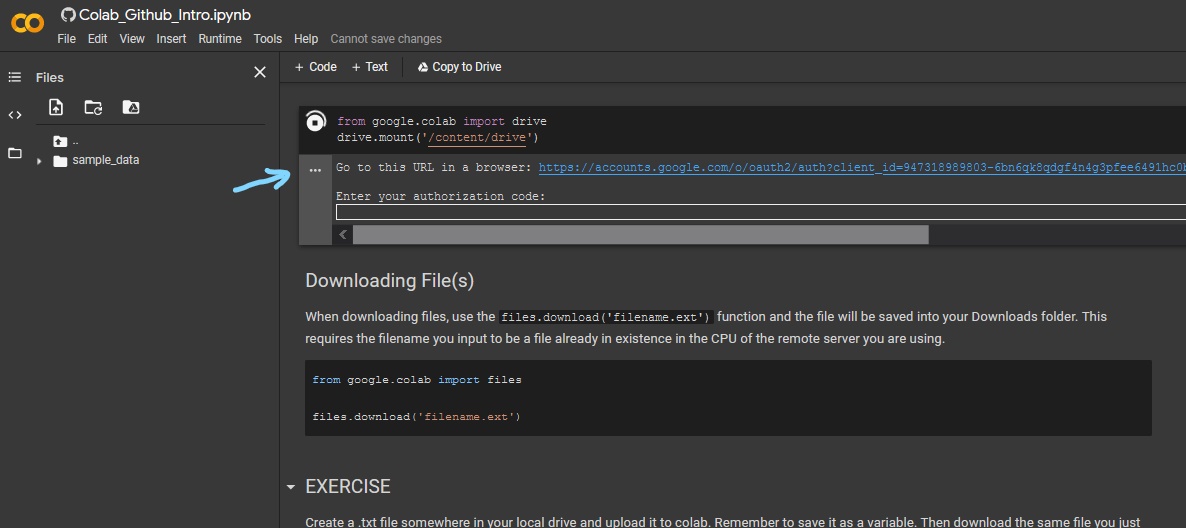 Colab_Github_Intro.ipynb
File Edit View Insert Runtime Tools Help Cannot save changes
Files
+ Code + Text Copy to Drive
..
sample_data
from google.colab import drive
drive.mount('/content/drive')
Go to this URL in a browser: https://accounts.google.com/o/oauth2/auth?client_id=947318989803-6bn6qk8qdgf4n4g3pfee6491hc0
Enter your authorization code:
Downloading File(s)
When downloading files, use the files.download('filename.ext') function and the file will be saved into your Downloads folder. This
requires the filename you input to be a file already in existence in the CPU of the remote server you are using.
from google.colab import files
files.download('filename.ext')
EXERCISE
Create a .txt file somewhere in your local drive and upload it to colab. Remember to save it as a variable. Then download the same file you just